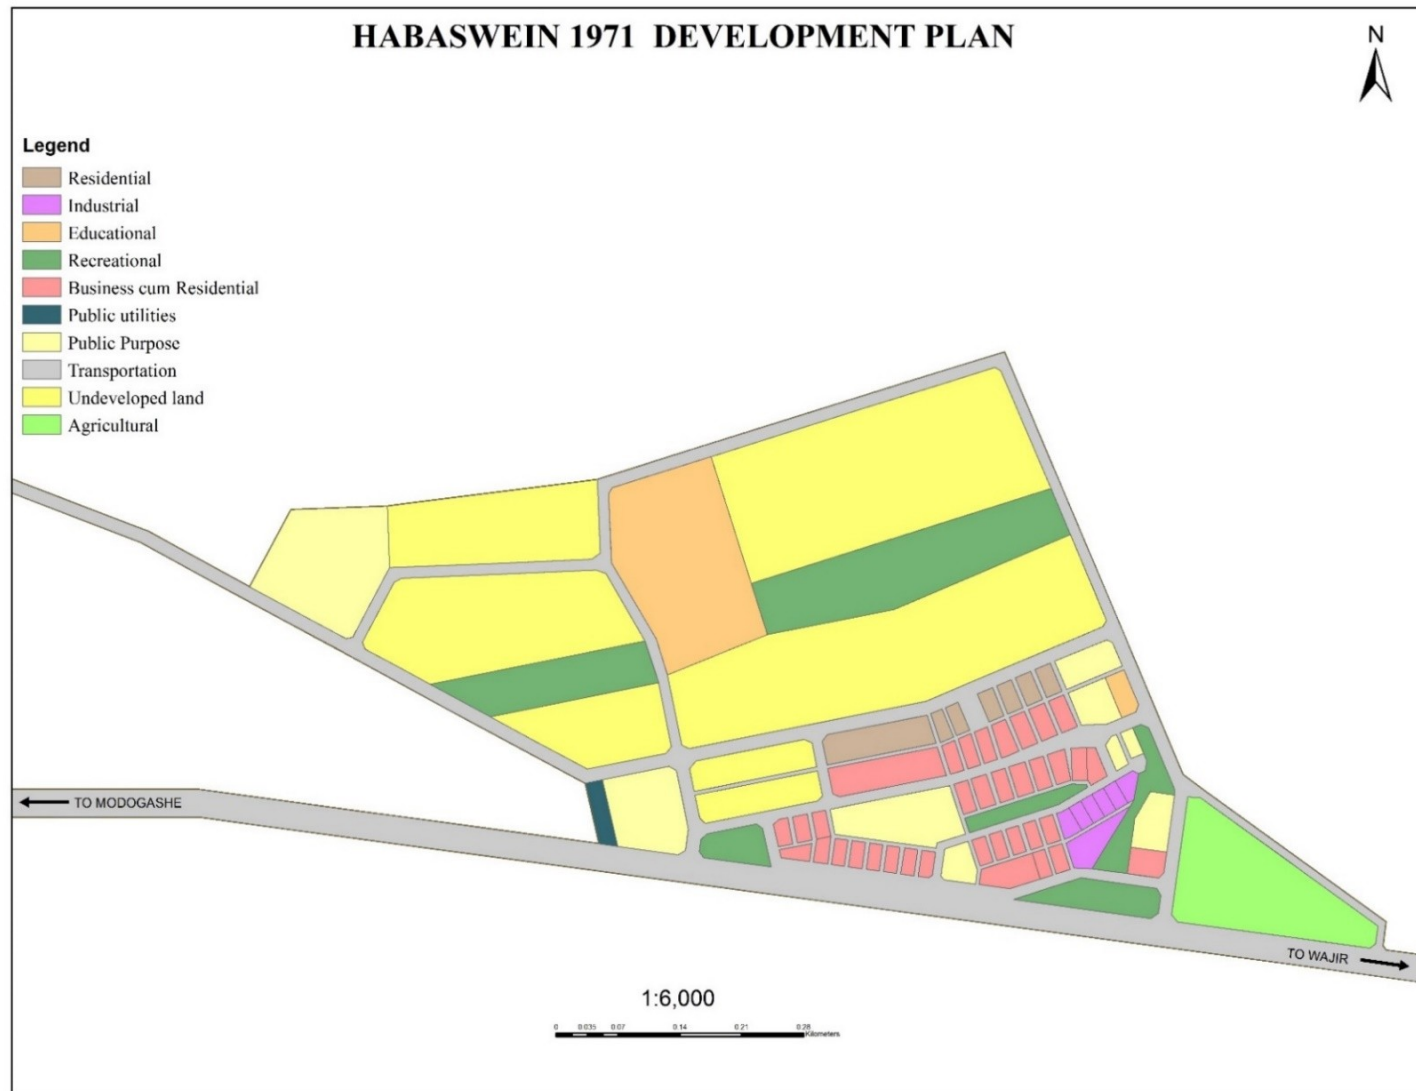 HABASWEIN 1971 DEVELOPMENT PLAN
N
Legend
Residential
Industrial
Educational
Recreational
Business cum Residential
Public utilities
Public Purpose
Transportation
Undeveloped land
Agricultural
TO MODOGASHE
TO WAJIR
1:6,000
0 0.035 0.07 0.14 0.21 0.28
Kilometers